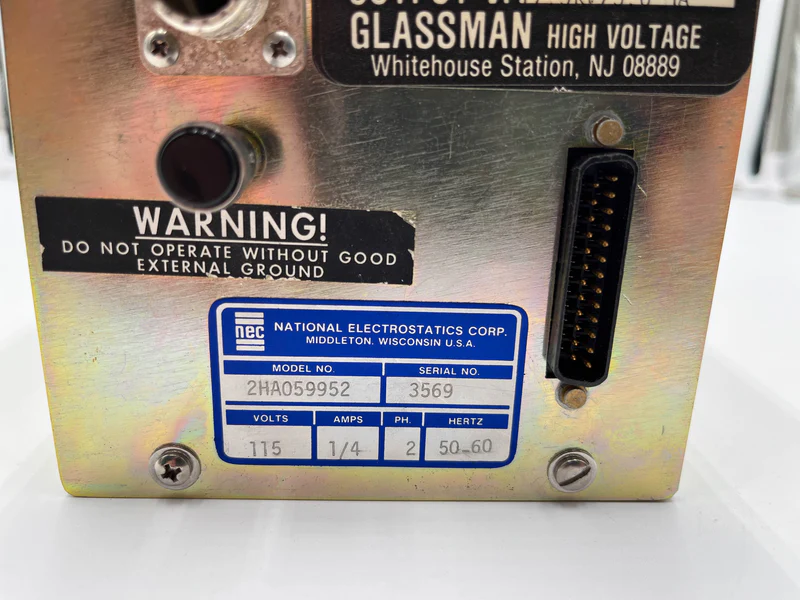 GLASSMAN HIGH VOLTAGE
Whitehouse Station, NJ 08889
WARNING!
DO NOT OPERATE WITHOUT GOOD
EXTERNAL GROUND
nec NATIONAL ELECTROSTATICS CORP.
MIDDLETON, WISCONSIN U.S.A.
MODEL NO. SERIAL NO.
2HA059952 3569
VOLTS AMPS PH. HERTZ
115 1/4 2 50-60